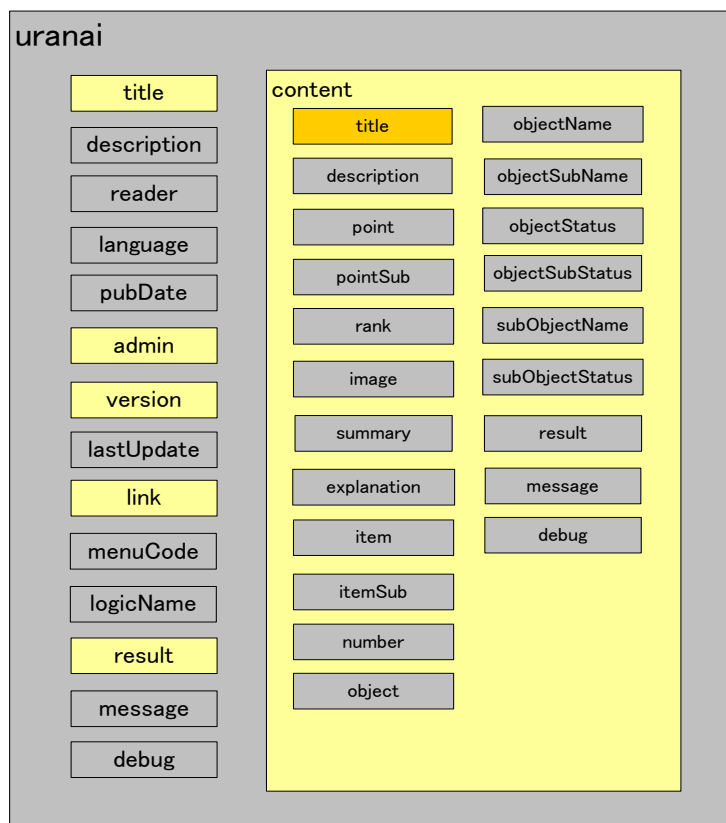 uranai
title
description
reader
language
pubDate
admin
version
lastUpdate
link
menuCode
logicName
result
message
debug
content
title
description
point
pointSub
rank
image
summary
explanation
item
itemSub
number
object
objectName
objectSubName
objectStatus
objectSubStatus
subObjectName
subObjectStatus
result
message
debug